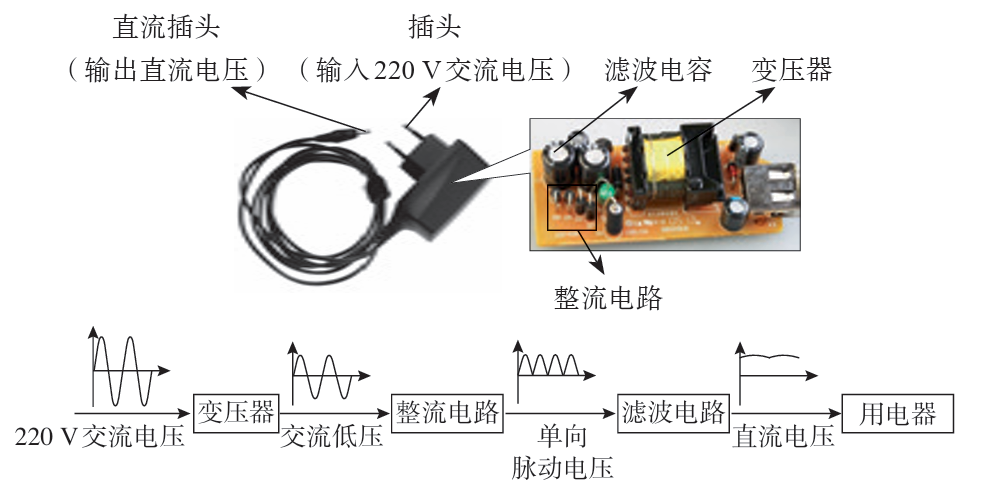 直流插头
（输出直流电压）
插头
（输入220 V交流电压）
滤波电容
变压器
整流电路
220 V交流电压
变压器
交流低压
整流电路
单向
脉动电压
滤波电路
直流电压
用电器